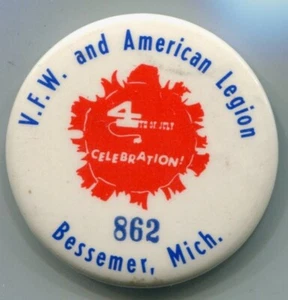 V.F.W. and American Legion
4TH OF JULY
CELEBRATION!
862
Bessemer, Mich.